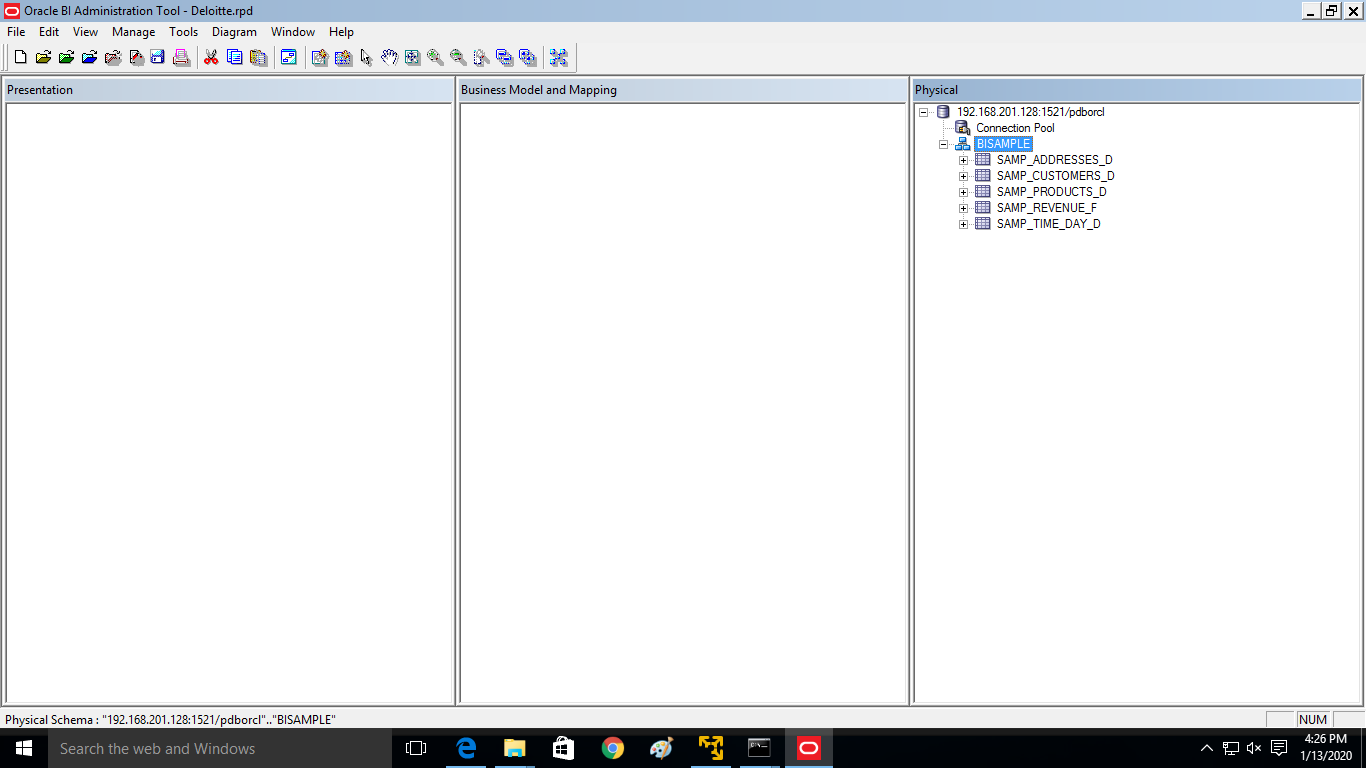 Oracle BI Administration Tool - Deloitte.rpd
File Edit View Manage Tools Diagram Window Help
Presentation
Business Model and Mapping
Physical
192.168.201.128:1521/pdborcl
Connection Pool
BISAMPLE
SAMP_ADDRESSES_D
SAMP_CUSTOMERS_D
SAMP_PRODUCTS_D
SAMP_REVENUE_F
SAMP_TIME_DAY_D
Physical Schema : "192.168.201.128:1521/pdborcl".."BISAMPLE"
NUM
Search the web and Windows
4:26 PM
1/13/2020